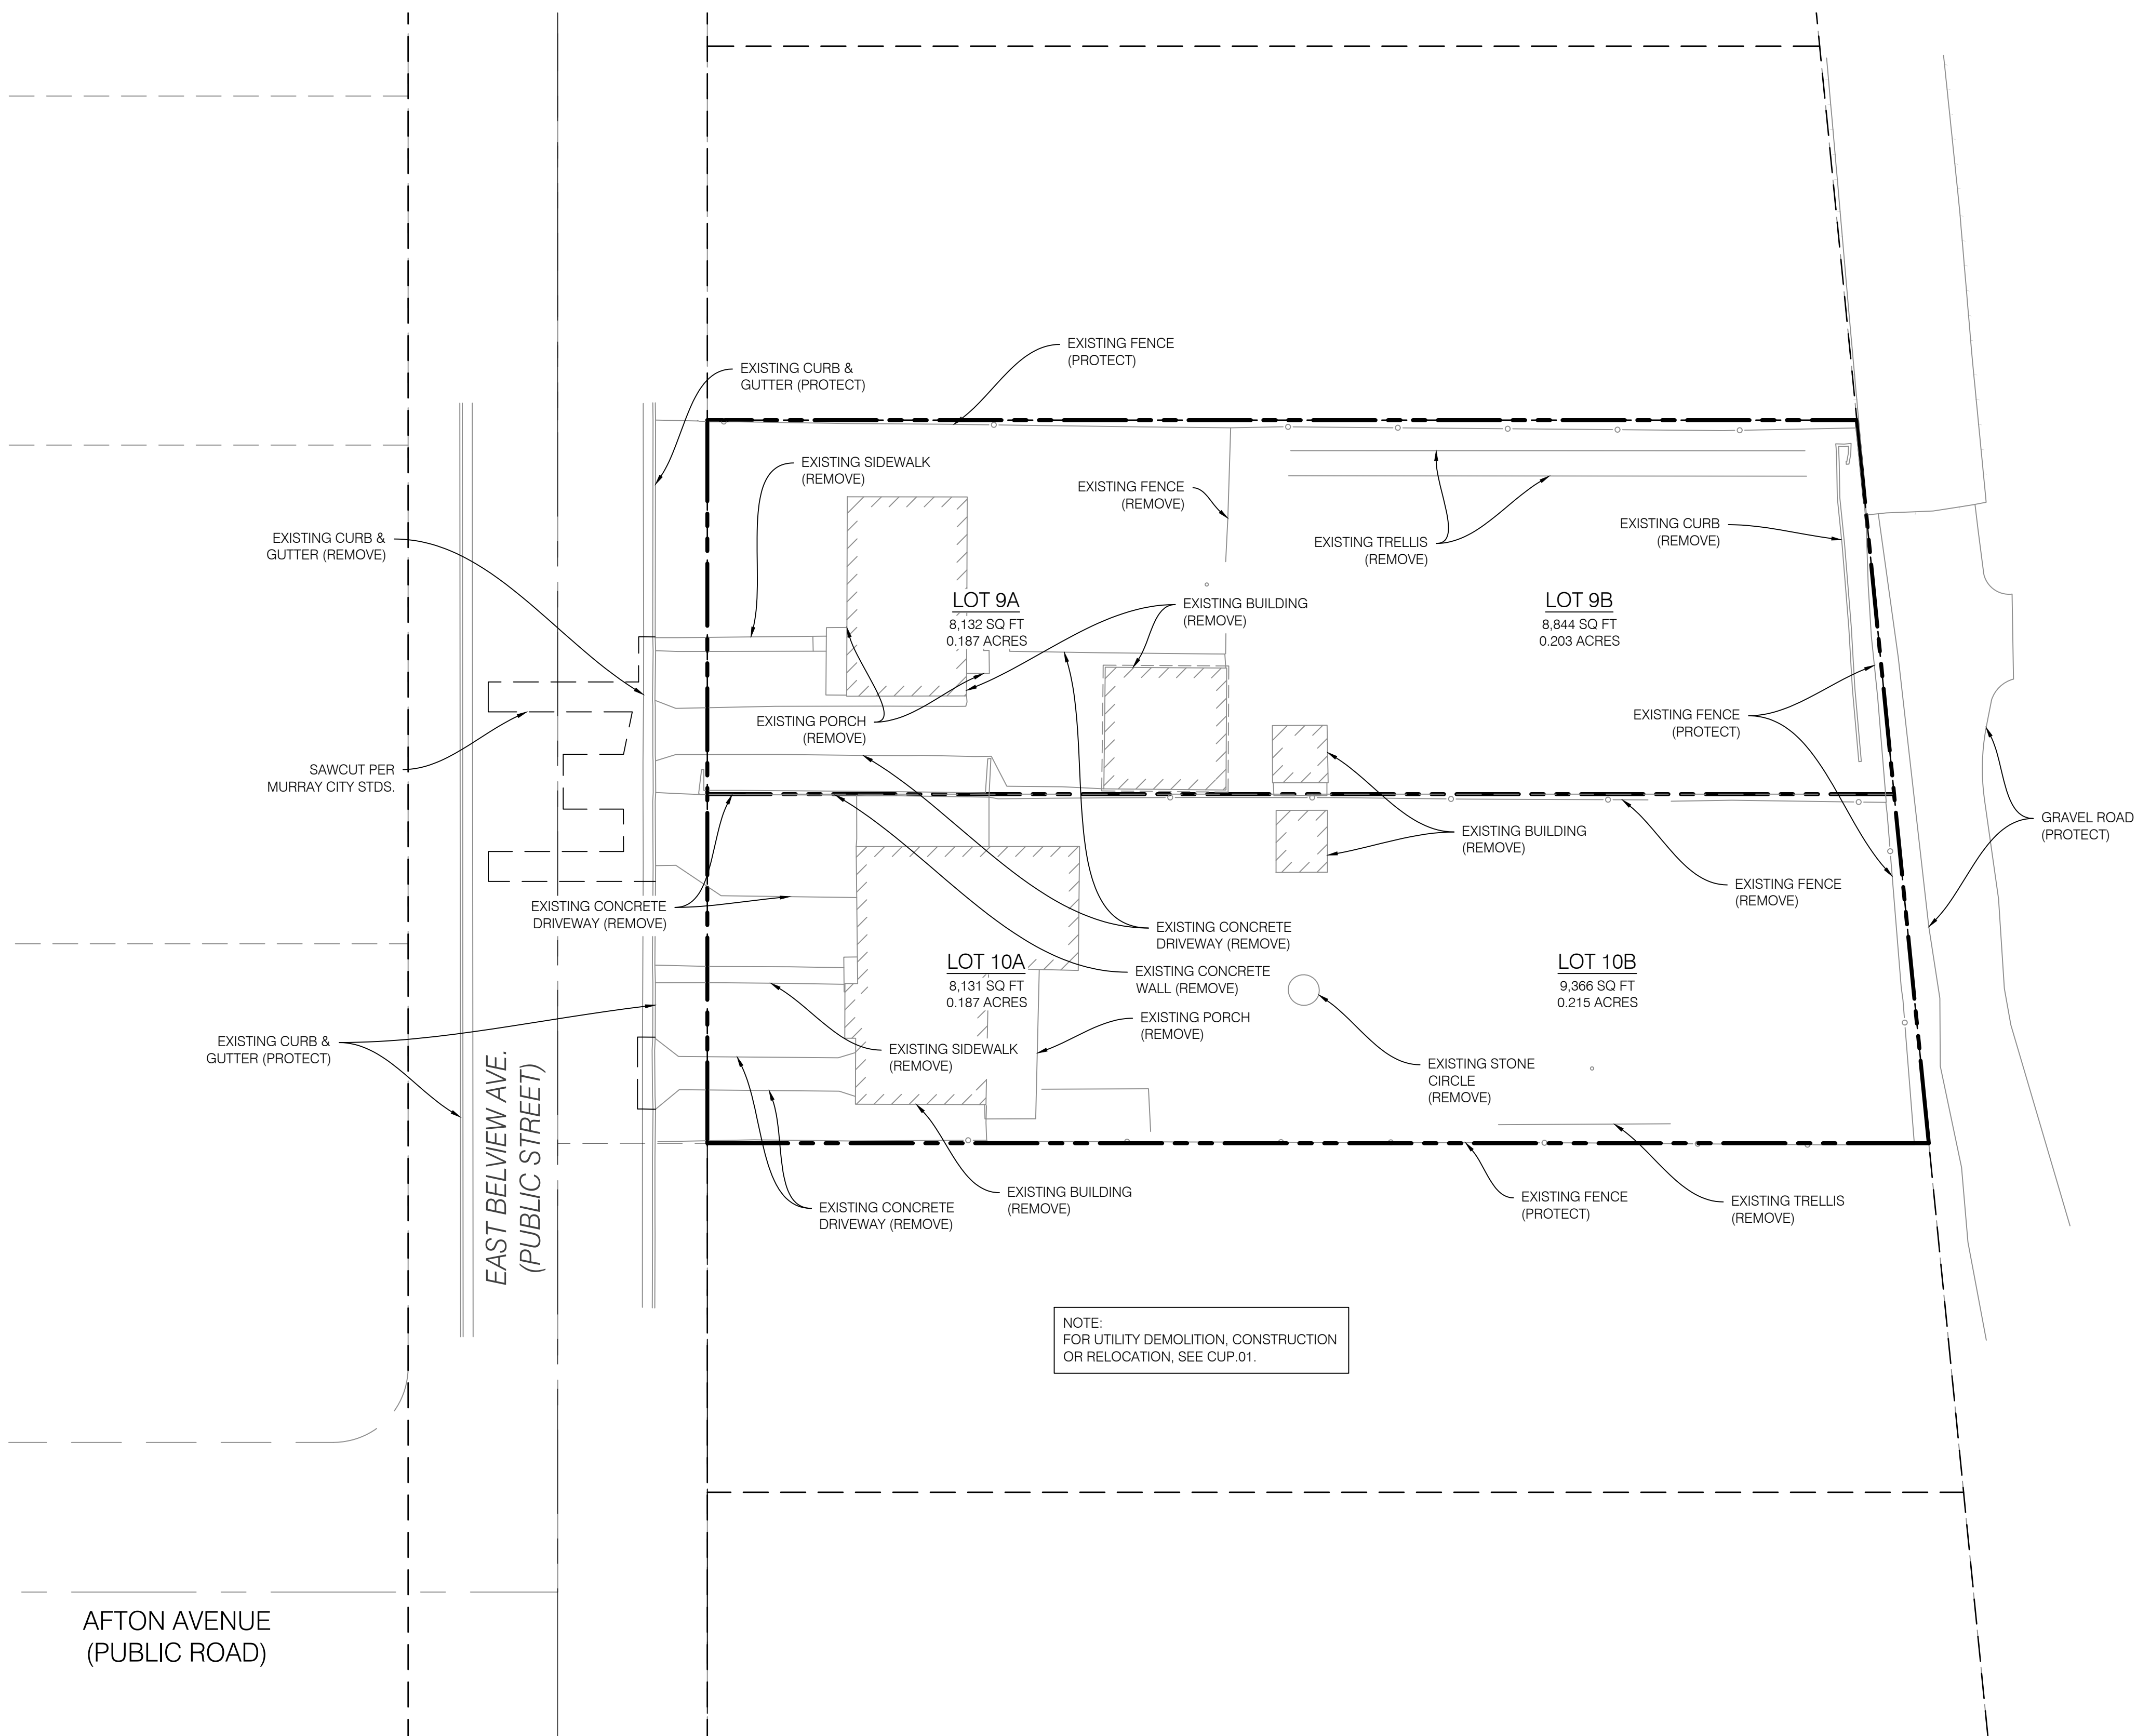 EXISTING FENCE
(PROTECT)
EXISTING CURB &
GUTTER (PROTECT)
EXISTING SIDEWALK
(REMOVE)
EXISTING FENCE
(REMOVE)
EXISTING TRELLIS
(REMOVE)
EXISTING CURB
(REMOVE)
EXISTING CURB &
GUTTER (REMOVE)
LOT 9A
8,132 SQ FT
0.187 ACRES
EXISTING BUILDING
(REMOVE)
LOT 9B
8,844 SQ FT
0.203 ACRES
EXISTING PORCH
(REMOVE)
EXISTING FENCE
(PROTECT)
SAWCUT PER
MURRAY CITY STDS.
GRAVEL ROAD
(PROTECT)
EXISTING BUILDING
(REMOVE)
EXISTING FENCE
(REMOVE)
EXISTING CONCRETE
DRIVEWAY (REMOVE)
EXISTING CONCRETE
DRIVEWAY (REMOVE)
LOT 10A
8,131 SQ FT
0.187 ACRES
EXISTING CONCRETE
WALL (REMOVE)
LOT 10B
9,366 SQ FT
0.215 ACRES
EXISTING PORCH
(REMOVE)
EXISTING CURB &
GUTTER (PROTECT)
EXISTING SIDEWALK
(REMOVE)
EXISTING STONE
CIRCLE
(REMOVE)
EAST BELVIEW AVE.
(PUBLIC STREET)
EXISTING CONCRETE
DRIVEWAY (REMOVE)
EXISTING BUILDING
(REMOVE)
EXISTING FENCE
(PROTECT)
EXISTING TRELLIS
(REMOVE)
NOTE:
FOR UTILITY DEMOLITION, CONSTRUCTION
OR RELOCATION, SEE CUP.01.
AFTON AVENUE
(PUBLIC ROAD)